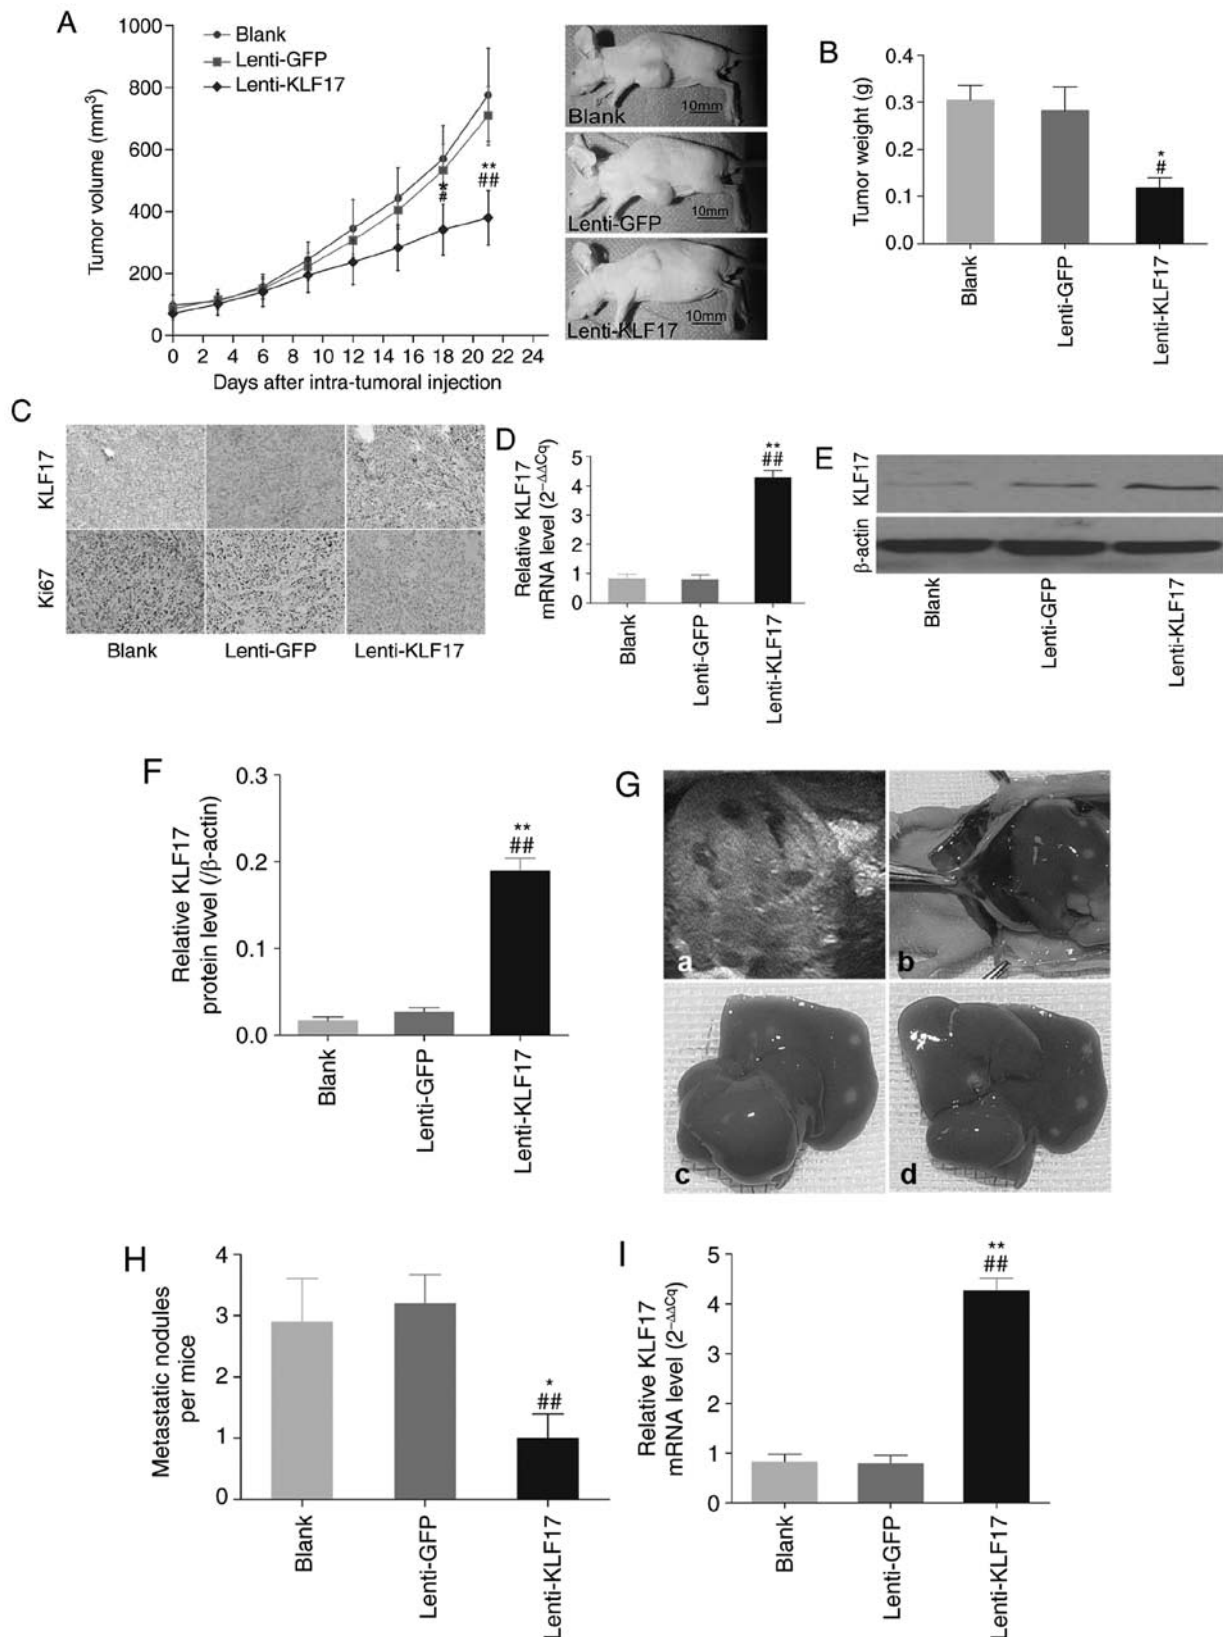 A
1000
800
600
400
200
0
Tumor volume (mm³)
Blank
Lenti-GFP
Lenti-KLF17
*
#
**
##
0 2 4 6 8 10 12 14 16 18 20 22 24
Days after intra-tumoral injection
10mm
Blank
10mm
Lenti-GFP
10mm
Lenti-KLF17
B
Tumor weight (g)
0.4
0.3
0.2
0.1
0.0
*
#
Blank
Lenti-GFP
Lenti-KLF17
C
KLF17
Ki67
Blank Lenti-GFP Lenti-KLF17
D
Relative KLF17
mRNA level (2⁻ΔΔCq)
5
4
3
2
1
0
**
##
Blank
Lenti-GFP
Lenti-KLF17
E
KLF17
β-actin
Blank
Lenti-GFP
Lenti-KLF17
F
Relative KLF17
protein level (/β-actin)
0.3
0.2
0.1
0.0
**
##
Blank
Lenti-GFP
Lenti-KLF17
G
a
b
c
d
H
Metastatic nodules
per mice
4
3
2
1
0
*
##
Blank
Lenti-GFP
Lenti-KLF17
I
Relative KLF17
mRNA level (2⁻ΔΔCq)
5
4
3
2
1
0
**
##
Blank
Lenti-GFP
Lenti-KLF17